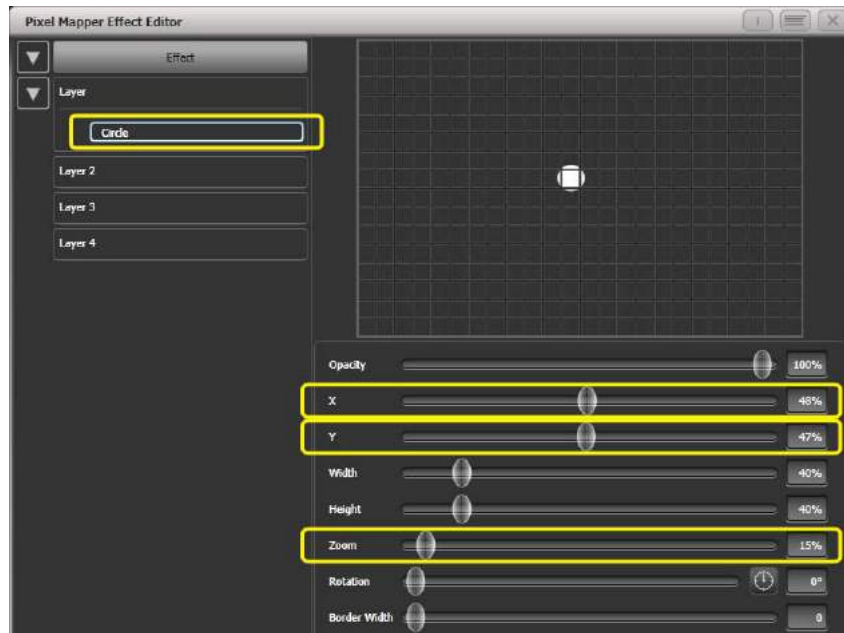 Pixel Mapper Effect Editor
Effect
Layer
Circle
Layer 2
Layer 3
Layer 4
Opacity 100%
X 48%
Y 47%
Width 40%
Height 40%
Zoom 15%
Rotation 0°
Border Width 0